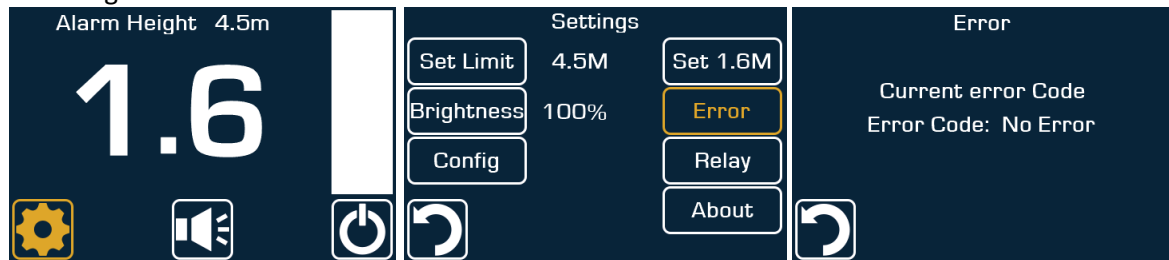 Alarm Height 4.5m
1.6
Settings
Set Limit 4.5M Set 1.6M
Brightness 100% Error
Config Relay
About
Error
Current error Code
Error Code: No Error